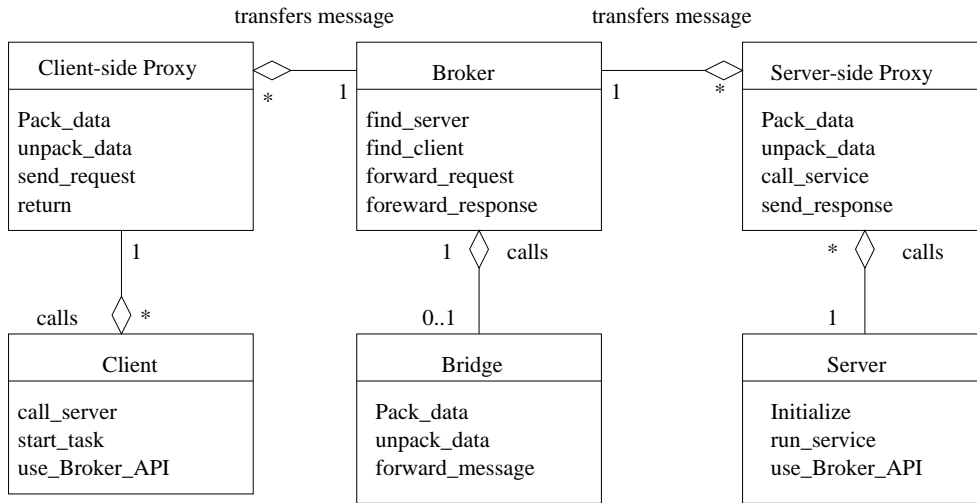 transfers message
transfers message
Client-side Proxy
*
1
Pack_data
unpack_data
send_request
return
Broker
find_server
find_client
forward_request
foreward_response
1
*
Server-side Proxy
Pack_data
unpack_data
call_service
send_response
1
calls
*
1
calls
0..1
*
calls
1
Client
call_server
start_task
use_Broker_API
Bridge
Pack_data
unpack_data
forward_message
Server
Initialize
run_service
use_Broker_API